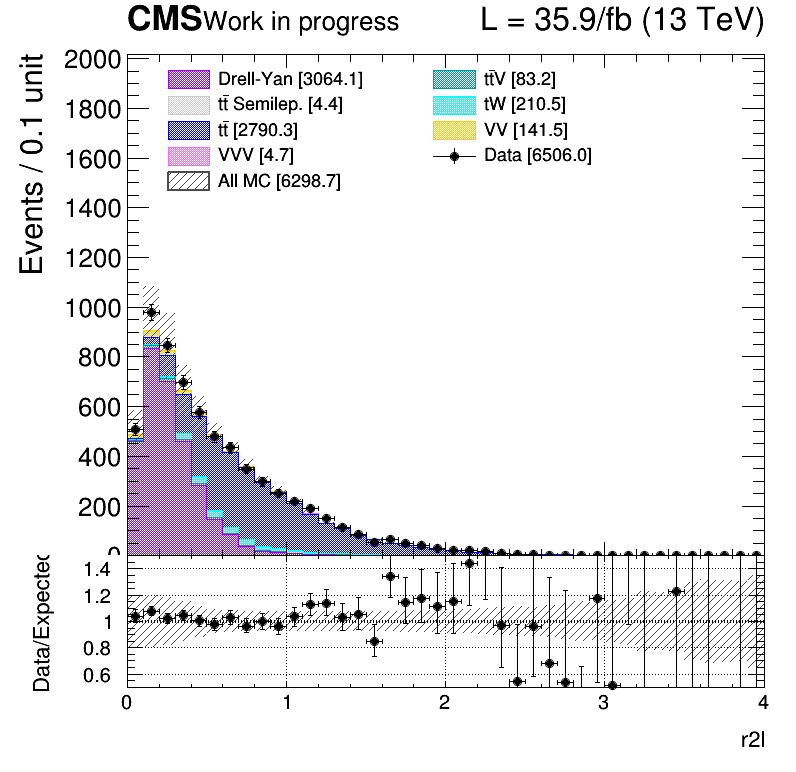 CMS Work in progress L = 35.9/fb (13 TeV)
Events / 0.1 unit
2000
1800
1600
1400
1200
1000
800
600
400
200
0
Drell-Yan [3064.1]
tt̄ Semilep. [4.4]
tt̄ [2790.3]
VVV [4.7]
All MC [6298.7]
tt̄V [83.2]
tW [210.5]
VV [141.5]
Data [6506.0]
Data/Expected
1.4
1.2
1
0.8
0.6
0 1 2 3 4
r2l